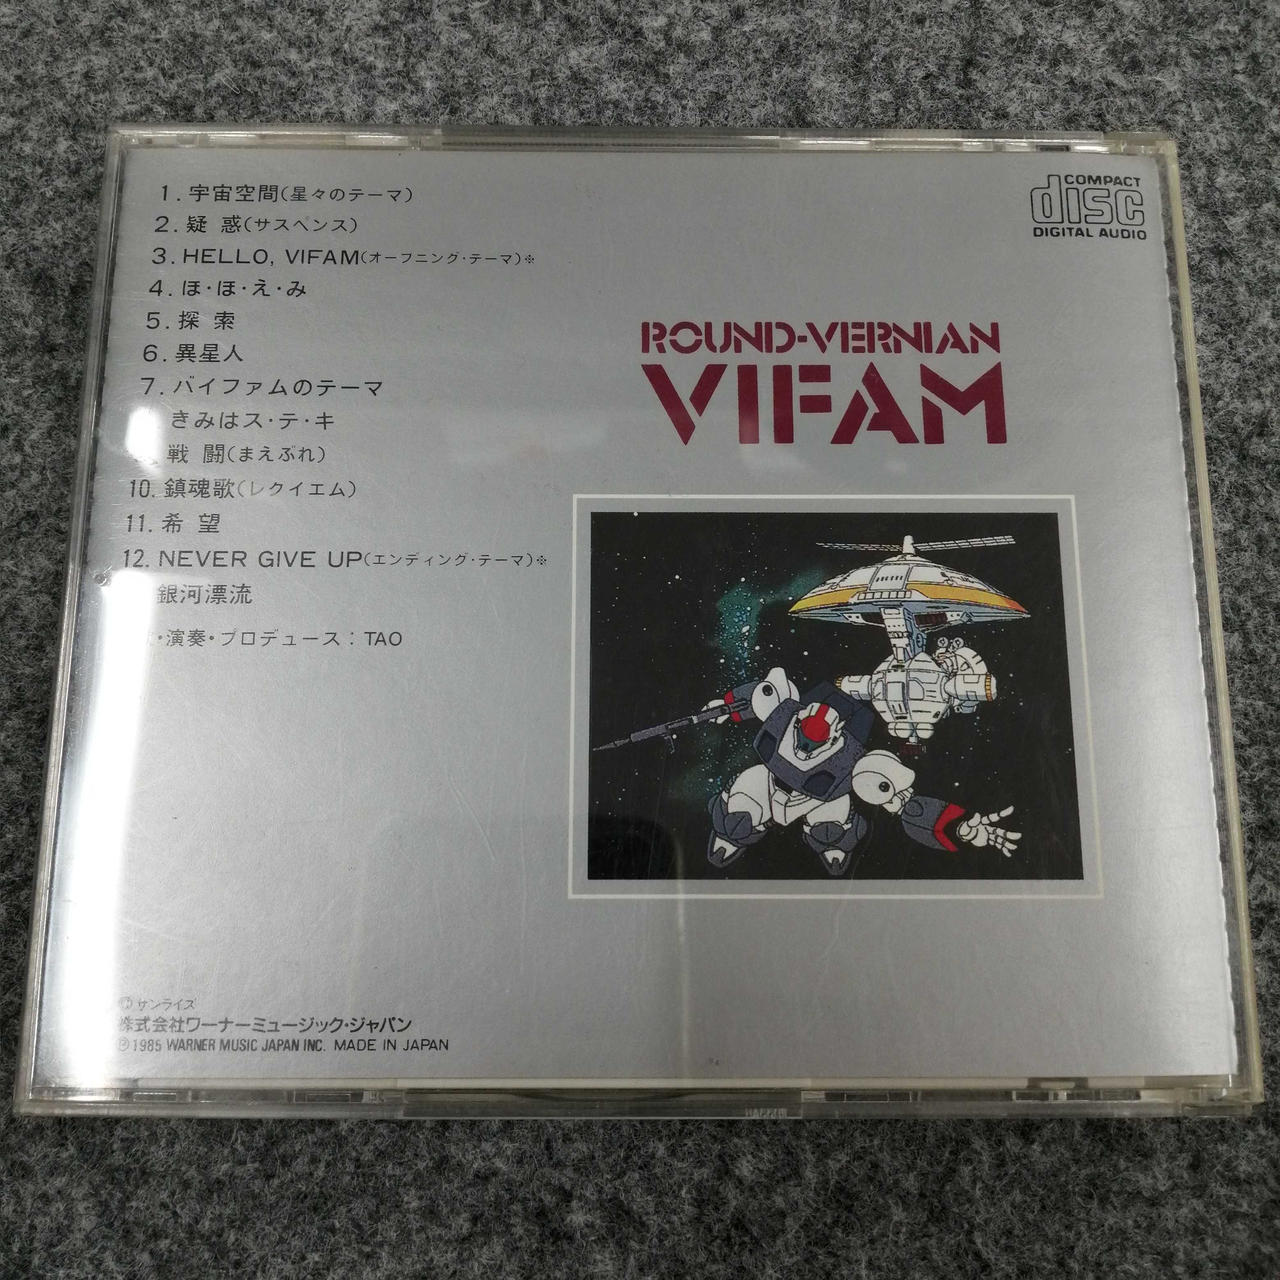 1. 宇宙空間(星々のテーマ)
2. 疑 惑(サスペンス)
3. HELLO, VIFAM(オープニング・テーマ)※
4. ほ・ほ・え・み
5. 探 索
6. 異星人
7. バイファムのテーマ
きみはス・テ・キ
戦 闘(まえぶれ)
10. 鎮魂歌(レクイエム)
11. 希 望
12. NEVER GIVE UP(エンディング・テーマ)※
銀河漂流
・演奏・プロデュース：TAO
COMPACT
disc
DIGITAL AUDIO
ROUND-VERNIAN
VIFAM
サンライズ
株式会社ワーナーミュージック・ジャパン
Ⓟ1985 WARNER MUSIC JAPAN INC. MADE IN JAPAN